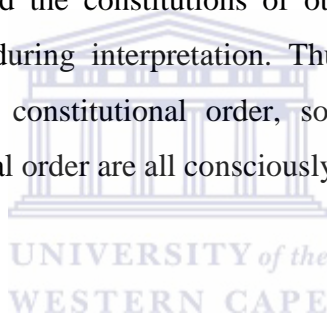 d the constitutions of ou
during interpretation. Thu
constitutional order, so
al order are all consciously
UNIVERSITY of the
WESTERN CAPE